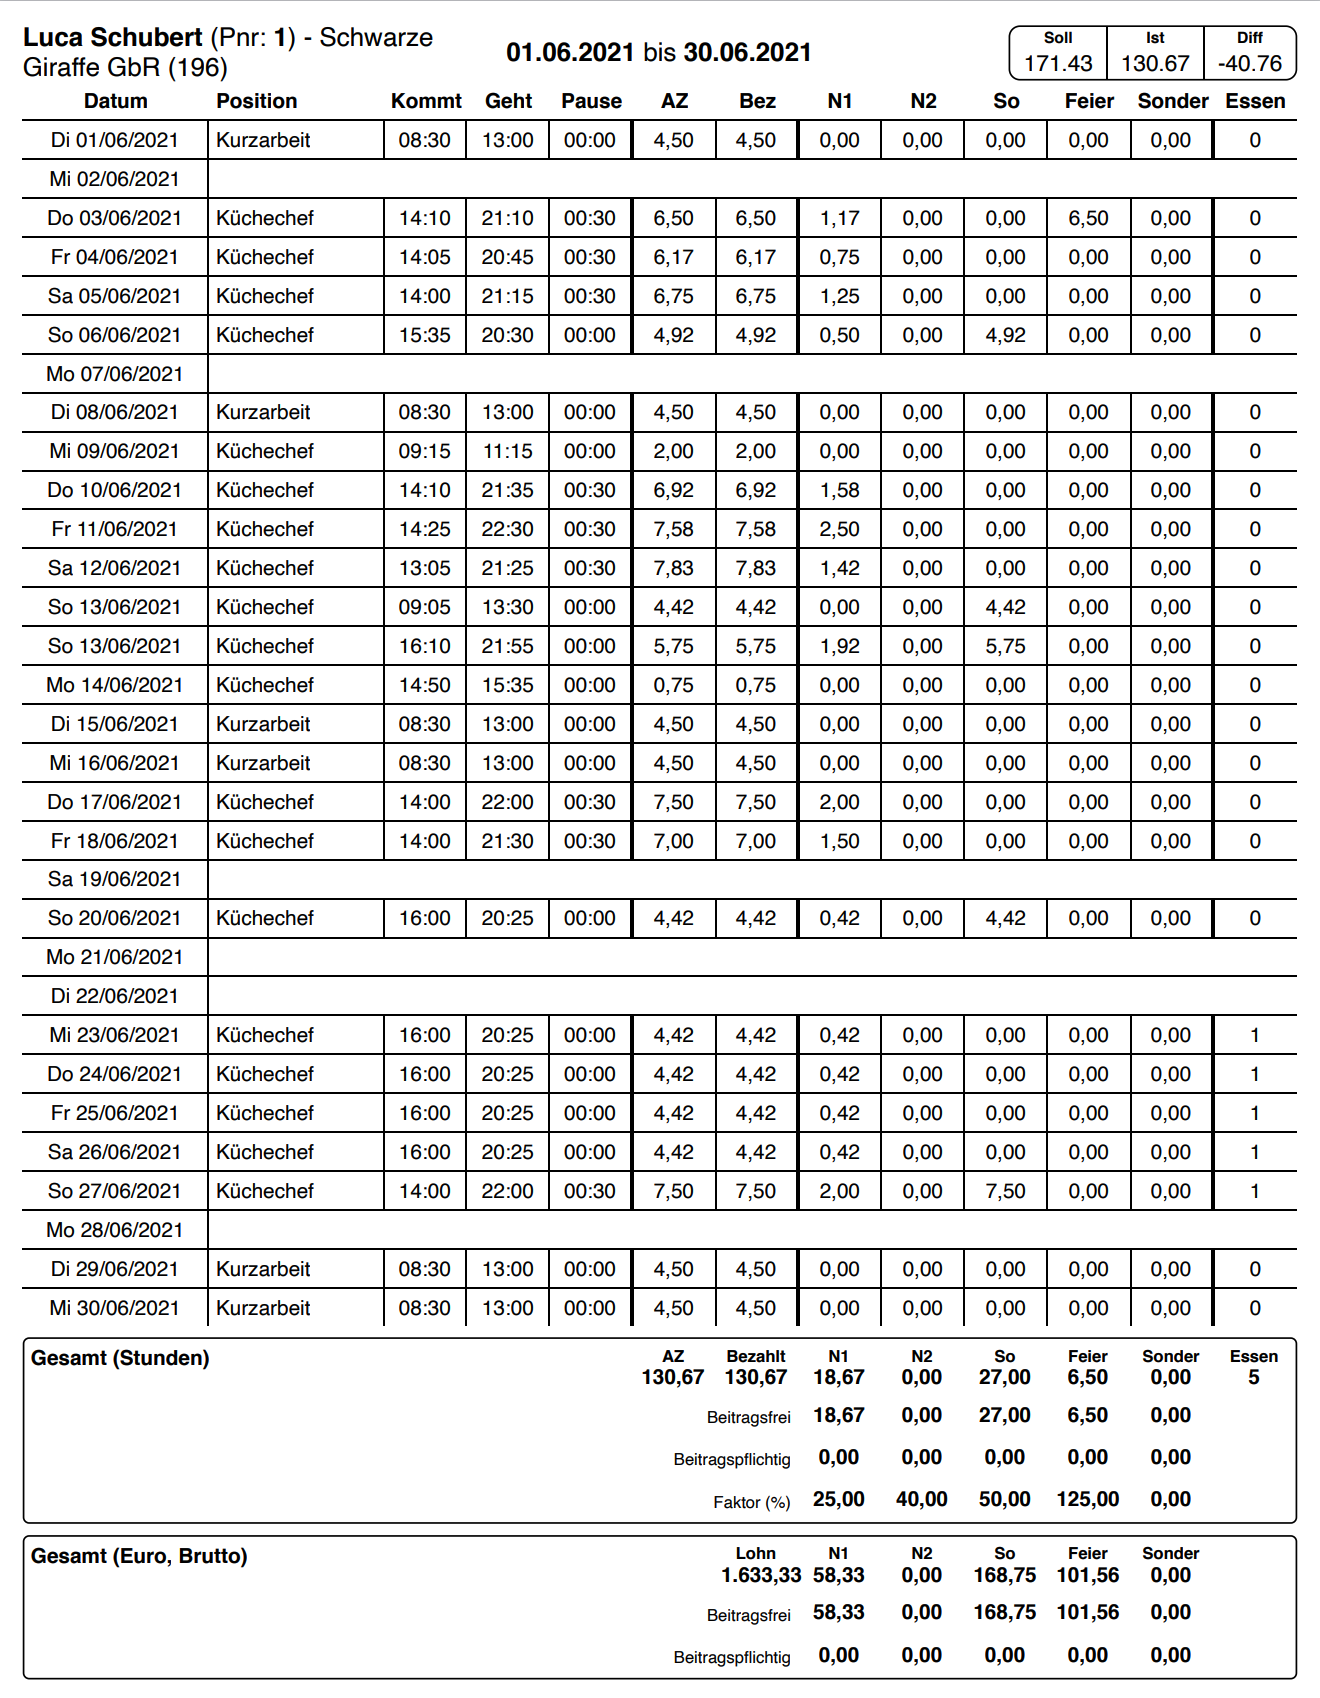 Luca Schubert (Pnr: 1) - Schwarze
Giraffe GbR (196)
01.06.2021 bis 30.06.2021
Soll Ist Diff
171.43 130.67 -40.76
Datum Position Kommt Geht Pause AZ Bez N1 N2 So Feier Sonder Essen
Di 01/06/2021 Kurzarbeit 08:30 13:00 00:00 4,50 4,50 0,00 0,00 0,00 0,00 0,00 0
Mi 02/06/2021
Do 03/06/2021 Küchechef 14:10 21:10 00:30 6,50 6,50 1,17 0,00 0,00 6,50 0,00 0
Fr 04/06/2021 Küchechef 14:05 20:45 00:30 6,17 6,17 0,75 0,00 0,00 0,00 0,00 0
Sa 05/06/2021 Küchechef 14:00 21:15 00:30 6,75 6,75 1,25 0,00 0,00 0,00 0,00 0
So 06/06/2021 Küchechef 15:35 20:30 00:00 4,92 4,92 0,50 0,00 4,92 0,00 0,00 0
Mo 07/06/2021
Di 08/06/2021 Kurzarbeit 08:30 13:00 00:00 4,50 4,50 0,00 0,00 0,00 0,00 0,00 0
Mi 09/06/2021 Küchechef 09:15 11:15 00:00 2,00 2,00 0,00 0,00 0,00 0,00 0,00 0
Do 10/06/2021 Küchechef 14:10 21:35 00:30 6,92 6,92 1,58 0,00 0,00 0,00 0,00 0
Fr 11/06/2021 Küchechef 14:25 22:30 00:30 7,58 7,58 2,50 0,00 0,00 0,00 0,00 0
Sa 12/06/2021 Küchechef 13:05 21:25 00:30 7,83 7,83 1,42 0,00 0,00 0,00 0,00 0
So 13/06/2021 Küchechef 09:05 13:30 00:00 4,42 4,42 0,00 0,00 4,42 0,00 0,00 0
So 13/06/2021 Küchechef 16:10 21:55 00:00 5,75 5,75 1,92 0,00 5,75 0,00 0,00 0
Mo 14/06/2021 Küchechef 14:50 15:35 00:00 0,75 0,75 0,00 0,00 0,00 0,00 0,00 0
Di 15/06/2021 Kurzarbeit 08:30 13:00 00:00 4,50 4,50 0,00 0,00 0,00 0,00 0,00 0
Mi 16/06/2021 Kurzarbeit 08:30 13:00 00:00 4,50 4,50 0,00 0,00 0,00 0,00 0,00 0
Do 17/06/2021 Küchechef 14:00 22:00 00:30 7,50 7,50 2,00 0,00 0,00 0,00 0,00 0
Fr 18/06/2021 Küchechef 14:00 21:30 00:30 7,00 7,00 1,50 0,00 0,00 0,00 0,00 0
Sa 19/06/2021
So 20/06/2021 Küchechef 16:00 20:25 00:00 4,42 4,42 0,42 0,00 4,42 0,00 0,00 0
Mo 21/06/2021
Di 22/06/2021
Mi 23/06/2021 Küchechef 16:00 20:25 00:00 4,42 4,42 0,42 0,00 0,00 0,00 0,00 1
Do 24/06/2021 Küchechef 16:00 20:25 00:00 4,42 4,42 0,42 0,00 0,00 0,00 0,00 1
Fr 25/06/2021 Küchechef 16:00 20:25 00:00 4,42 4,42 0,42 0,00 0,00 0,00 0,00 1
Sa 26/06/2021 Küchechef 16:00 20:25 00:00 4,42 4,42 0,42 0,00 0,00 0,00 0,00 1
So 27/06/2021 Küchechef 14:00 22:00 00:30 7,50 7,50 2,00 0,00 7,50 0,00 0,00 1
Mo 28/06/2021
Di 29/06/2021 Kurzarbeit 08:30 13:00 00:00 4,50 4,50 0,00 0,00 0,00 0,00 0,00 0
Mi 30/06/2021 Kurzarbeit 08:30 13:00 00:00 4,50 4,50 0,00 0,00 0,00 0,00 0,00 0
Gesamt (Stunden) AZ Bezahlt N1 N2 So Feier Sonder Essen
130,67 130,67 18,67 0,00 27,00 6,50 0,00 5
Beitragsfrei 18,67 0,00 27,00 6,50 0,00
Beitragspflichtig 0,00 0,00 0,00 0,00 0,00
Faktor (%) 25,00 40,00 50,00 125,00 0,00
Gesamt (Euro, Brutto) Lohn N1 N2 So Feier Sonder
1.633,33 58,33 0,00 168,75 101,56 0,00
Beitragsfrei 58,33 0,00 168,75 101,56 0,00
Beitragspflichtig 0,00 0,00 0,00 0,00 0,00